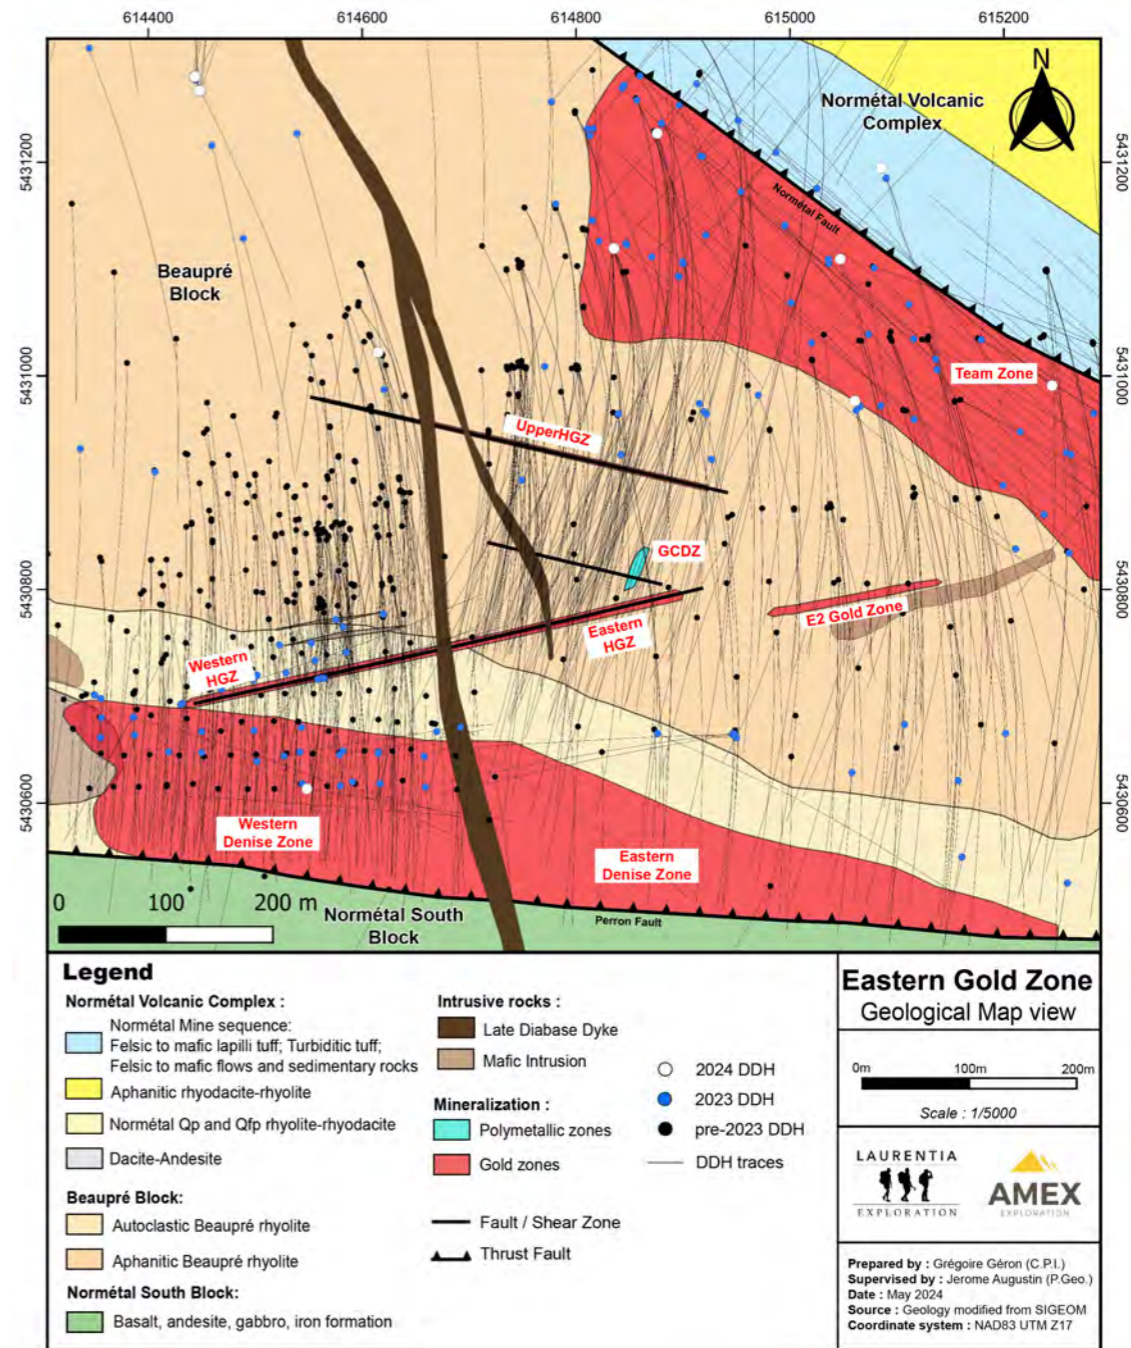 614400
614600
614800
615000
615200
N
Normétal Volcanic
Complex
5431200
5431200
Normétal Fault
Beaupré
Block
5431000
5431000
Team Zone
UpperHGZ
GCDZ
5430800
5430800
E2 Gold Zone
Eastern
HGZ
Western
HGZ
5430600
5430600
Western
Denise Zone
Eastern
Denise Zone
0
100
200 m
Normétal South
Block
Perron Fault
Legend
Normétal Volcanic Complex :
Normétal Mine sequence:
Felsic to mafic lapilli tuff; Turbiditic tuff;
Felsic to mafic flows and sedimentary rocks
Aphanitic rhyodacite-rhyolite
Normétal Qp and Qfp rhyolite-rhyodacite
Dacite-Andesite
Beaupré Block:
Autoclastic Beaupré rhyolite
Aphanitic Beaupré rhyolite
Normétal South Block:
Basalt, andesite, gabbro, iron formation
Intrusive rocks :
Late Diabase Dyke
Mafic Intrusion
Mineralization :
Polymetallic zones
Gold zones
Fault / Shear Zone
Thrust Fault
2024 DDH
2023 DDH
pre-2023 DDH
DDH traces
Eastern Gold Zone
Geological Map view
0m
100m
200m
Scale : 1/5000
LAURENTIA
EXPLORATION
AMEX
EXPLORATION
Prepared by : Grégoire Géron (C.P.I.)
Supervised by : Jerome Augustin (P.Geo.)
Date : May 2024
Source : Geology modified from SIGEOM
Coordinate system : NAD83 UTM Z17